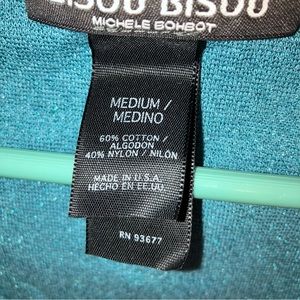 BISOU BISOU
MICHELE BOHBOT
MEDIUM /
MEDINO
60% COTTON /
ALGODON
40% NYLON / NILÓN
MADE IN U.S.A.
HECHO EN EE.UU
RN 93677